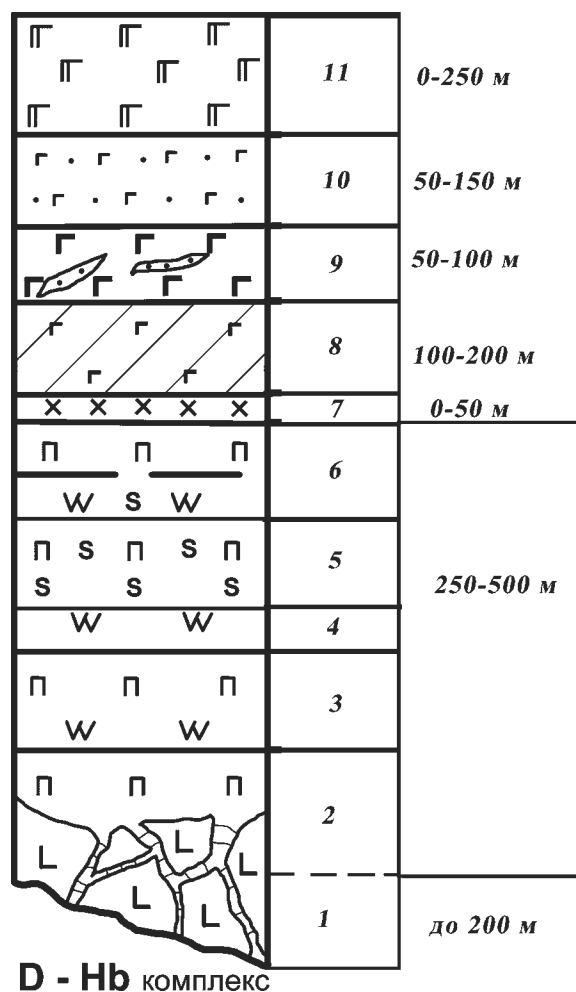 11 0-250 м
10 50-150 м
9 50-100 м
8 100-200 м
7 0-50 м
6
5
250-500 м
4
3
2
1 до 200 м
D - Hb комплекс